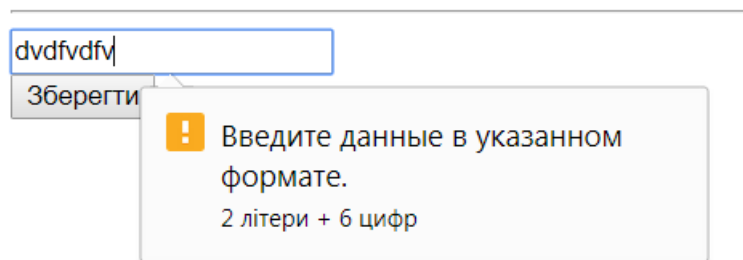 dvdfvdfv
Зберегти
Введите данные в указанном
формате.
2 літери + 6 цифр